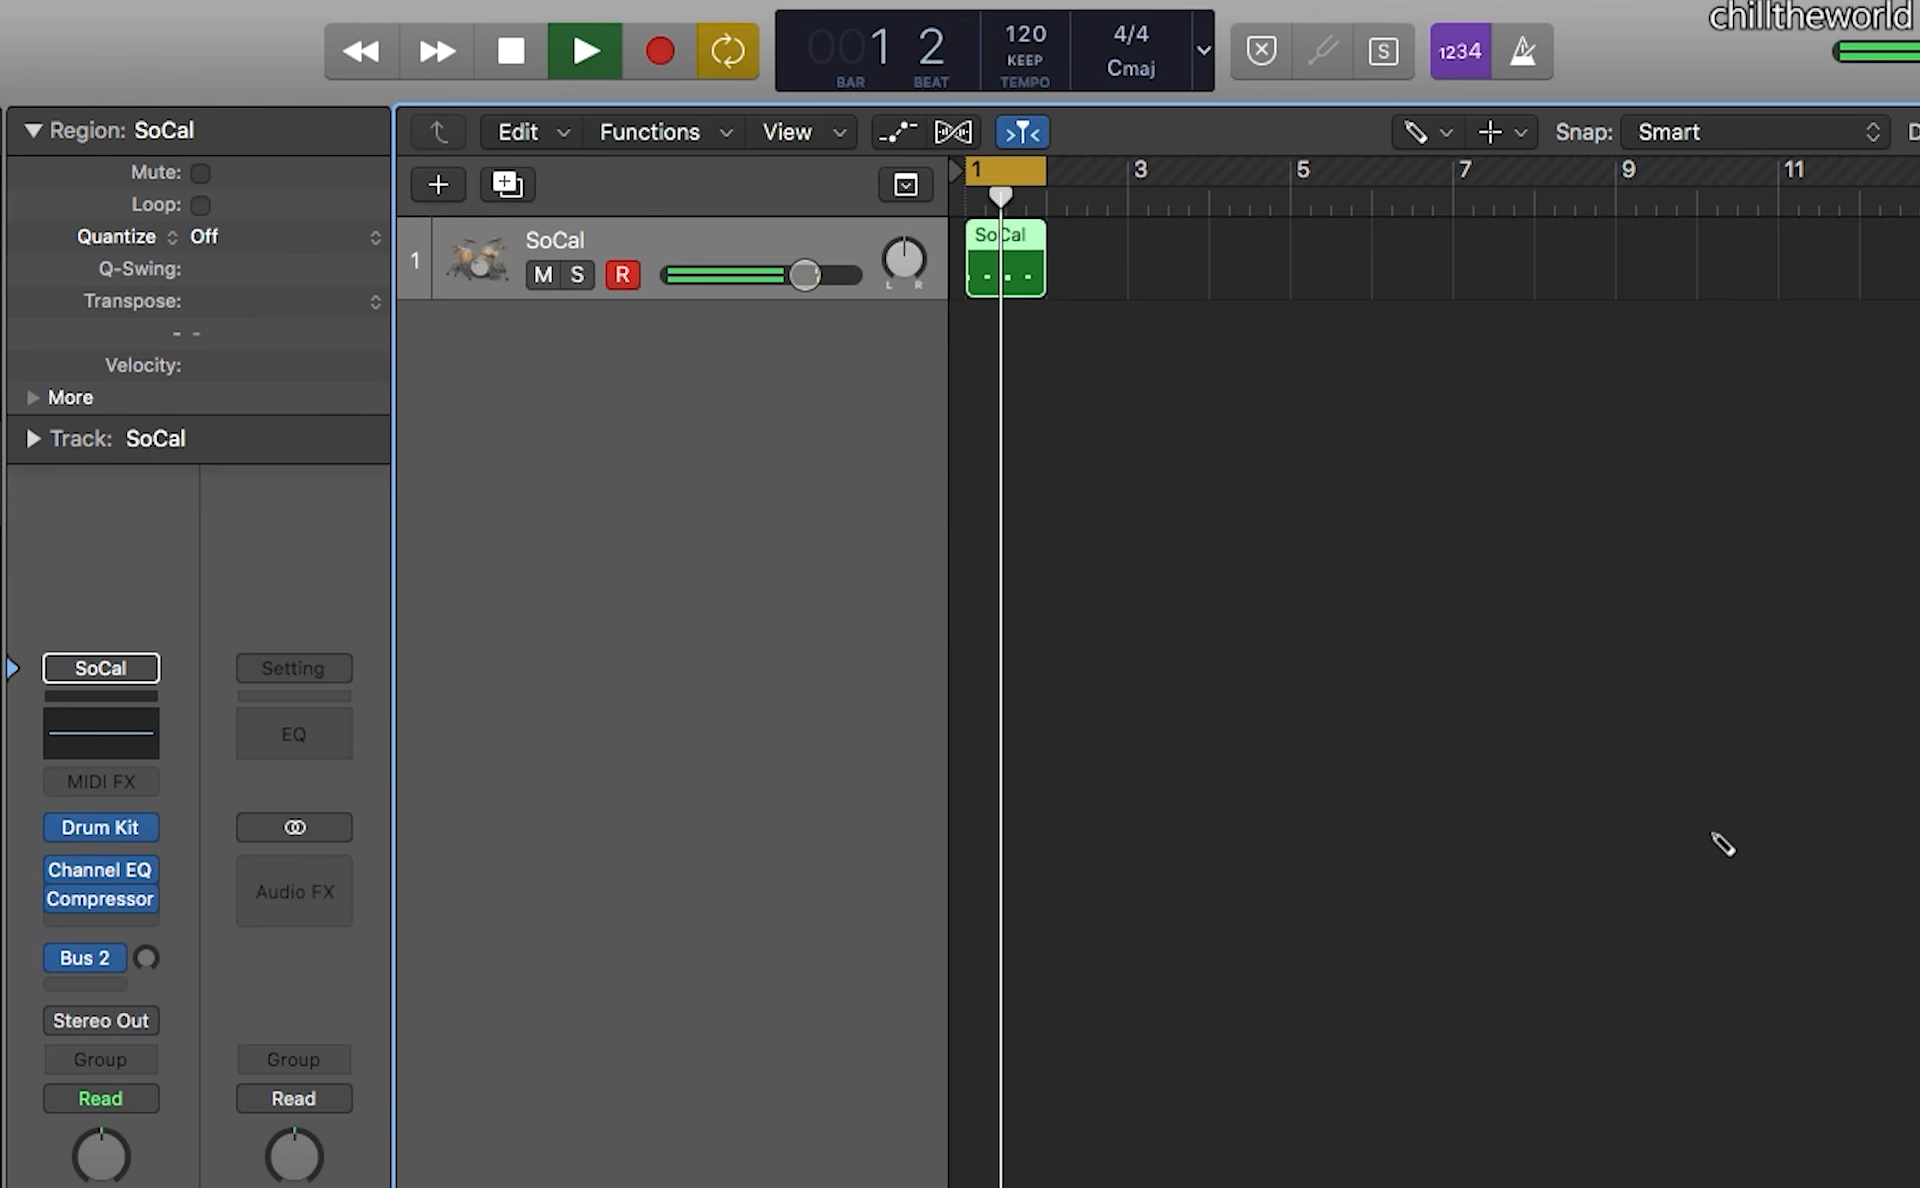 chilltheworld
001 2
BAR BEAT
120
KEEP
TEMPO
4/4
Cmaj
S
1234
Region: SoCal
Mute:
Loop:
Quantize Off
Q-Swing:
Transpose:
- -
Velocity:
More
Track: SoCal
Edit Functions View
Snap: Smart
D
1 3 5 7 9 11
1
SoCal
M S R
L R
SoCal
SoCal
Setting
EQ
MIDI FX
Drum Kit
Channel EQ
Compressor
Audio FX
Bus 2
Stereo Out
Group
Group
Read
Read